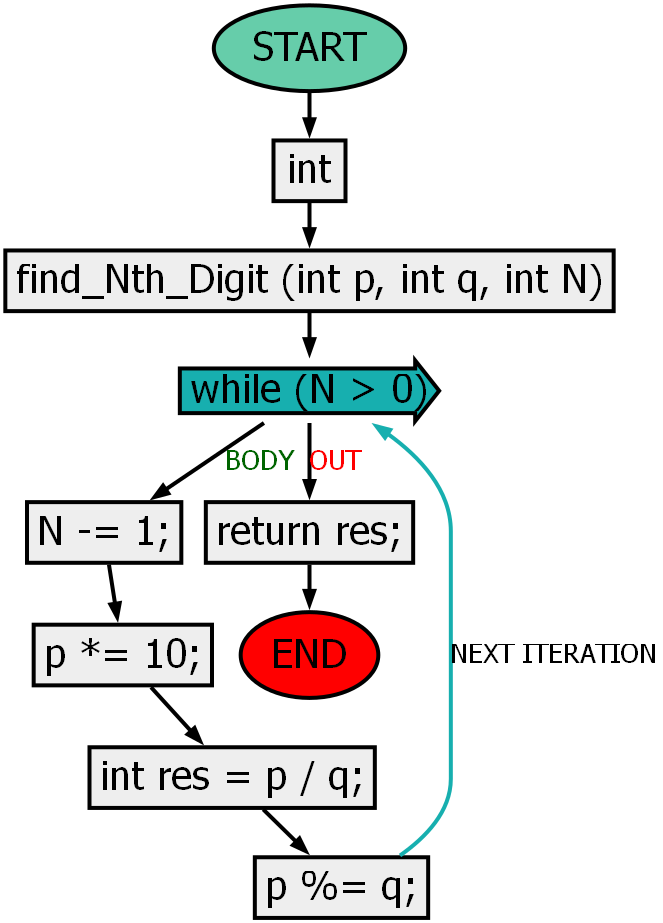 START
int
find_Nth_Digit (int p, int q, int N)
while (N > 0)
BODY
OUT
N -= 1;
return res;
p *= 10;
END
NEXT ITERATION
int res = p / q;
p %= q;